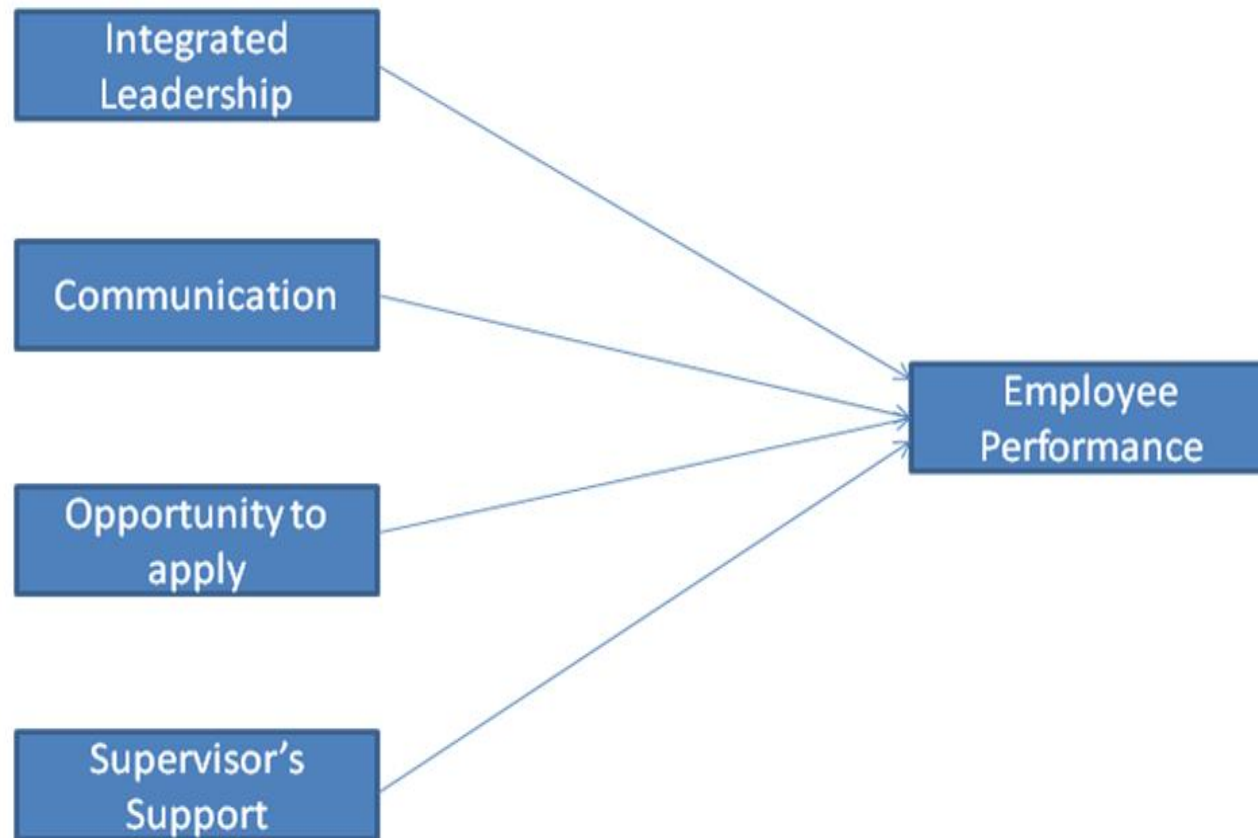 Integrated
Leadership
Communication
Opportunity to
apply
Supervisor’s
Support
Employee
Performance